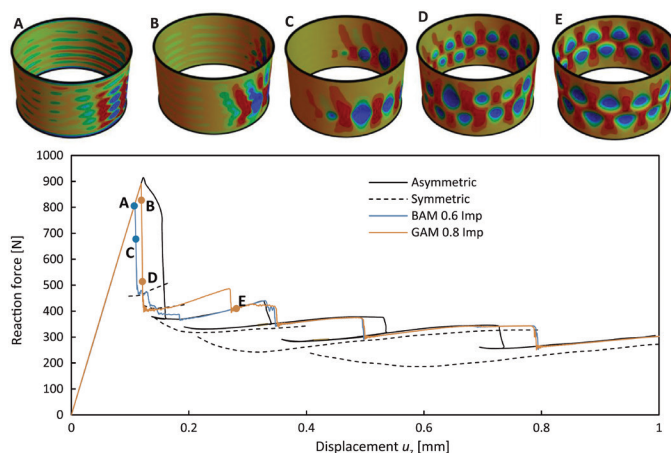 A B C D E
1000
900
800
700
600
500
400
300
200
100
0
Reaction force [N]
A
B
C
D
E
Asymmetric
Symmetric
BAM 0.6 Imp
GAM 0.8 Imp
0 0.2 0.4 0.6 0.8 1
Displacement u, [mm]